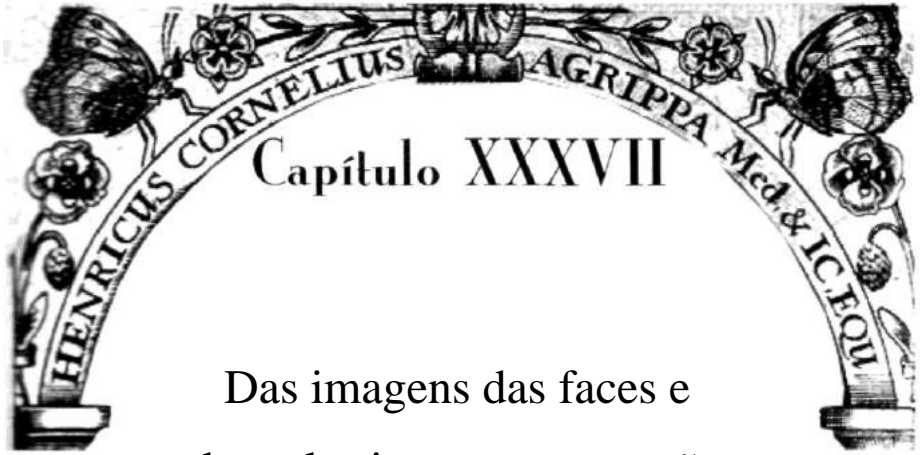 HENRICUS CORNELIUS AGRIPPA Med. & IC. EQU
Capítulo XXXVII
Das imagens das faces e